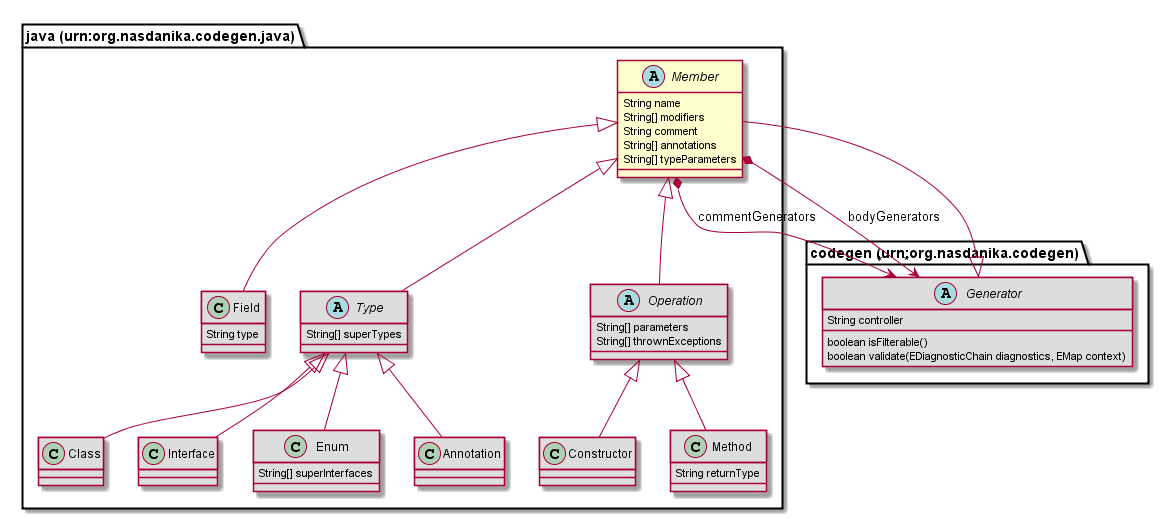 java (urn:org.nasdanika.codegen.java)
A Member
String name
String[] modifiers
String comment
String[] annotations
String[] typeParameters
commentGenerators
bodyGenerators
codegen (urn:org.nasdanika.codegen)
A Generator
String controller
boolean isFilterable()
boolean validate(EDiagnosticChain diagnostics, EMap context)
C Field
String type
A Type
String[] superTypes
A Operation
String[] parameters
String[] thrownExceptions
C Class
C Interface
C Enum
String[] superInterfaces
C Annotation
C Constructor
C Method
String returnType